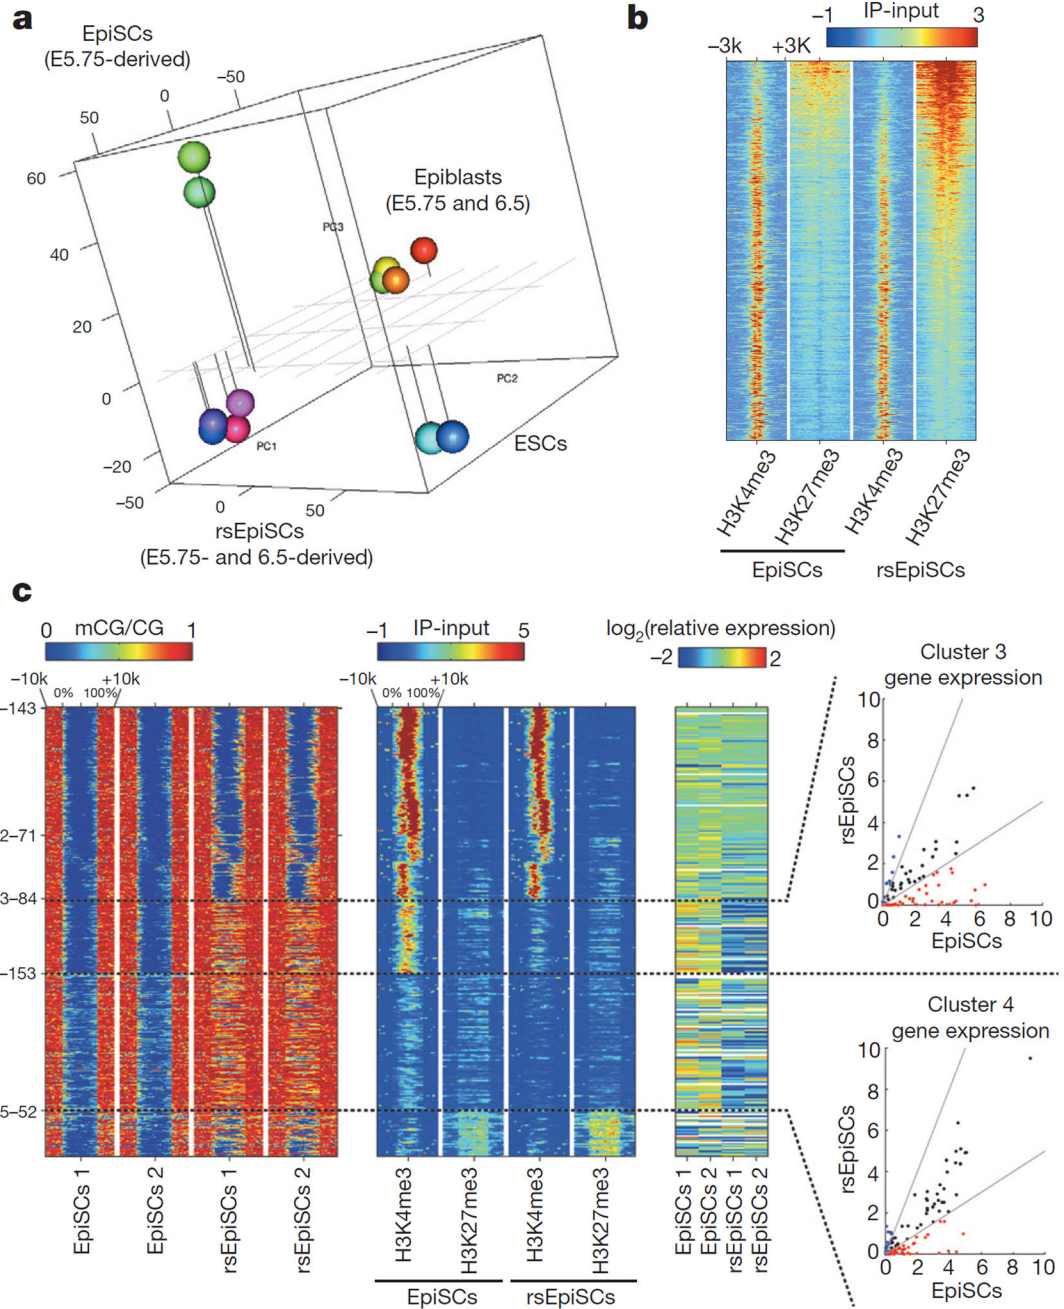 a
EpiSCs
(E5.75-derived)
−50
0
50
60
40
20
0
−20
−50
0
50
PC3
PC2
PC1
Epiblasts
(E5.75 and 6.5)
ESCs
rsEpiSCs
(E5.75- and 6.5-derived)
b
−1 IP-input 3
−3k +3K
H3K4me3
H3K27me3
H3K4me3
H3K27me3
EpiSCs rsEpiSCs
c
0 mCG/CG 1
−10k +10k
0% 100%
−143
2−71
3−84
−153
5−52
EpiSCs 1
EpiSCs 2
rsEpiSCs 1
rsEpiSCs 2
−1 IP-input 5
−10k +10k
0% 100%
H3K4me3
H3K27me3
H3K4me3
H3K27me3
EpiSCs rsEpiSCs
log2(relative expression)
−2 2
EpiSCs 1
EpiSCs 2
rsEpiSCs 1
rsEpiSCs 2
Cluster 3
gene expression
10
8
6
4
2
0
rsEpiSCs
0 2 4 6 8 10
EpiSCs
Cluster 4
gene expression
10
8
6
4
2
0
rsEpiSCs
0 2 4 6 8 10
EpiSCs